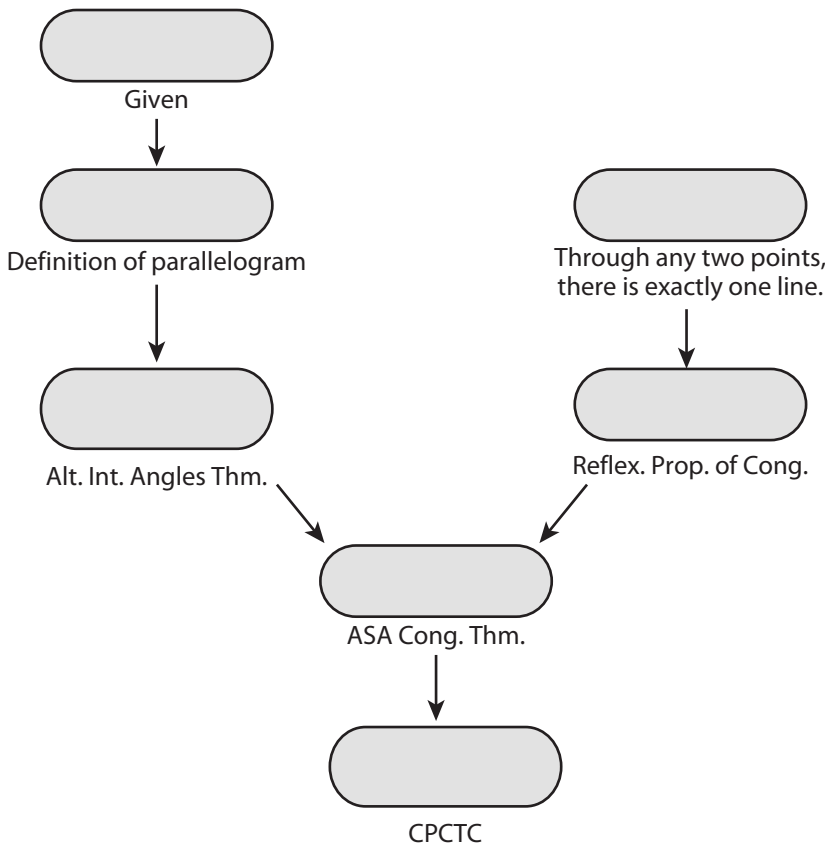 Given
Definition of parallelogram
Through any two points,
there is exactly one line.
Alt. Int. Angles Thm.
Reflex. Prop. of Cong.
ASA Cong. Thm.
CPCTC